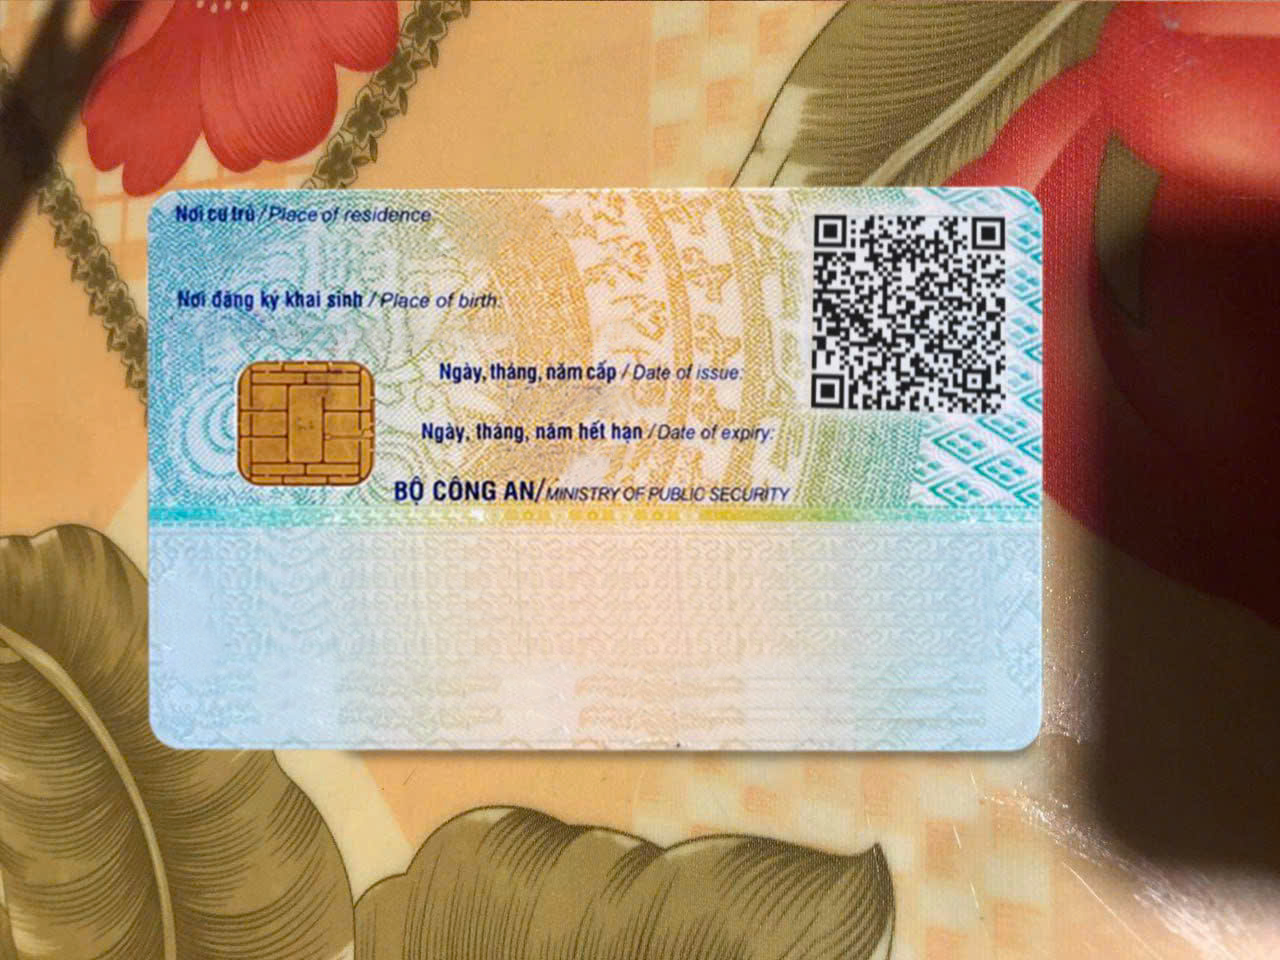 Nơi cư trú / Place of residence:
Nơi đăng ký khai sinh / Place of birth:
Ngày, tháng, năm cấp / Date of issue:
Ngày, tháng, năm hết hạn / Date of expiry:
BỘ CÔNG AN/MINISTRY OF PUBLIC SECURITY